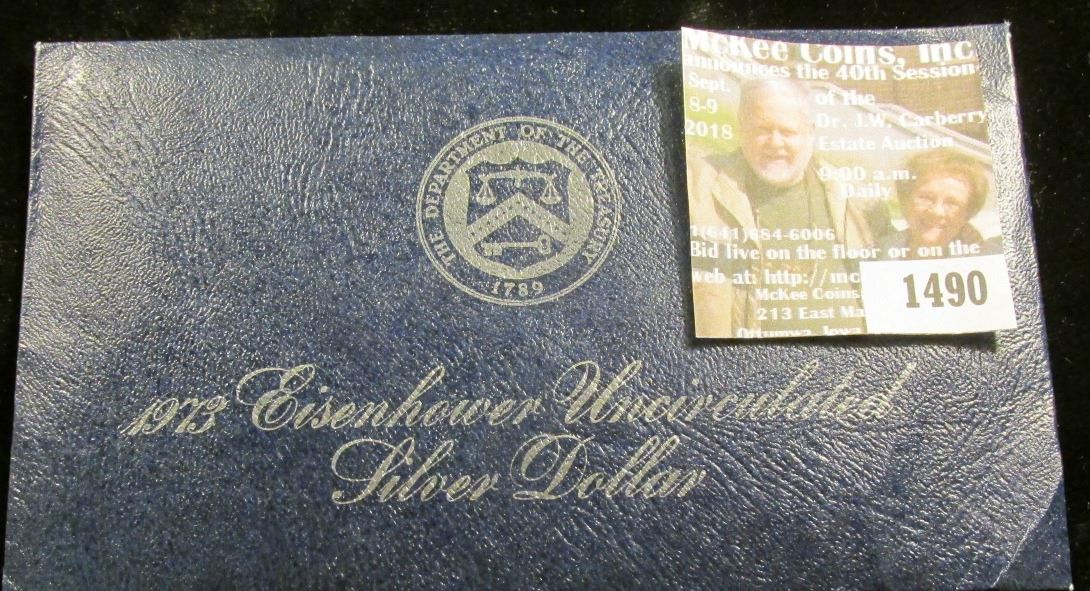 McKee Coins, Inc
announces the 40th Session
Sept. of the
8-9 Dr. J.W. Carberry
2018 Estate Auction
9:00 a.m.
Daily
1(641)684-6006
Bid live on the floor or on the
web at: http://mc
McKee Coins
213 East Ma
Ottumwa, Iowa
1490
THE DEPARTMENT OF THE TREASURY
1789
1973 Eisenhower Uncirculated
Silver Dollar